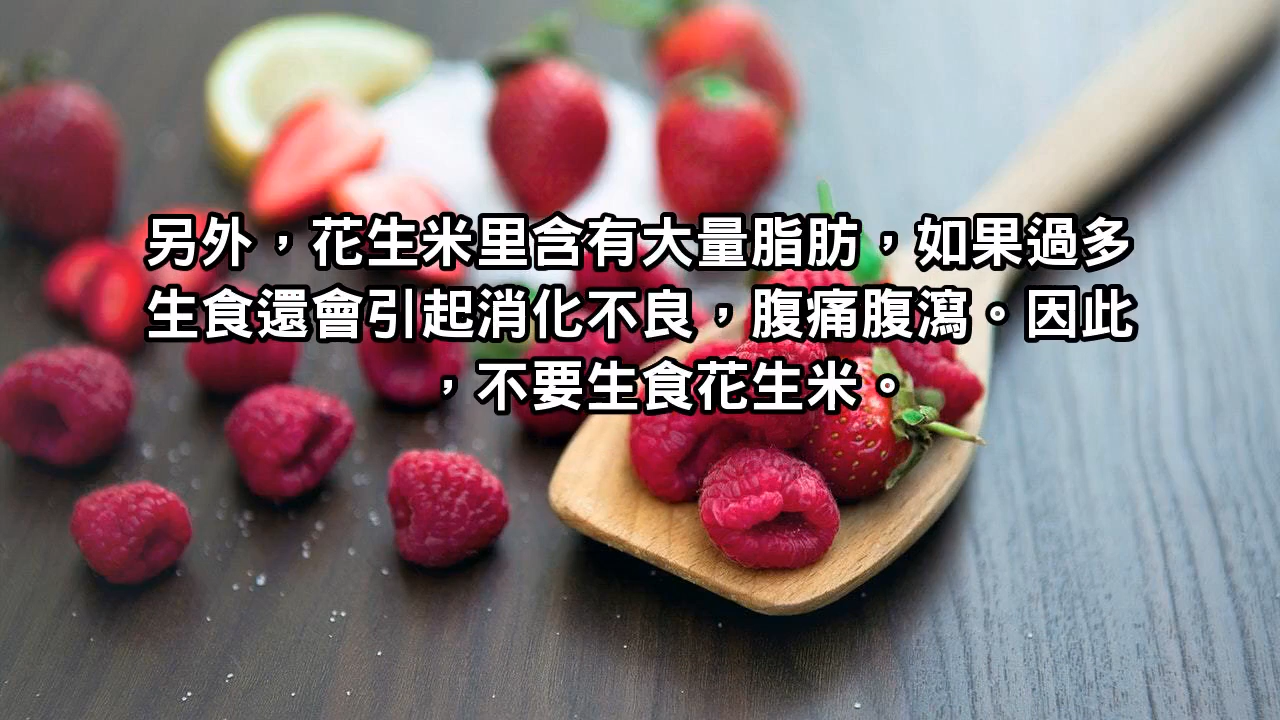 另外，花生米里含有大量脂肪，如果過多
生食還會引起消化不良，腹痛腹瀉。因此
，不要生食花生米。